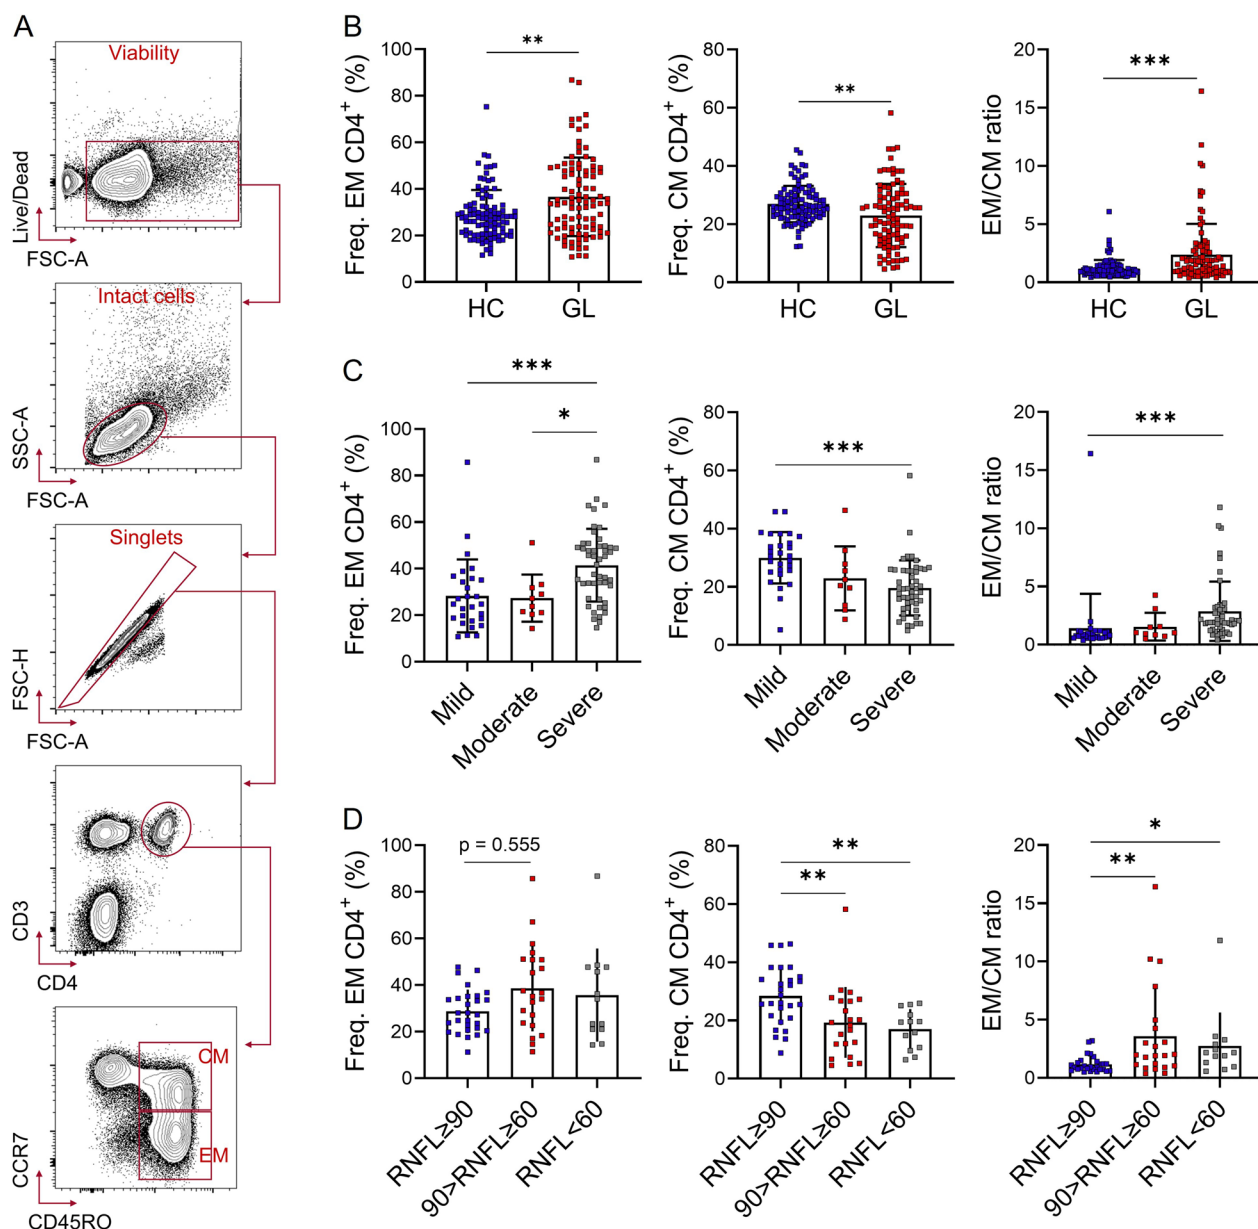 A
Viability
Live/Dead
FSC-A
Intact cells
SSC-A
FSC-A
Singlets
FSC-H
FSC-A
CD3
CD4
CM
EM
CCR7
CD45RO
B
Freq. EM CD4⁺ (%)
100
80
60
40
20
0
**
HC
GL
Freq. CM CD4⁺ (%)
80
60
40
20
0
**
HC
GL
EM/CM ratio
20
15
10
5
0
***
HC
GL
C
Freq. EM CD4⁺ (%)
100
80
60
40
20
0
***
*
Mild
Moderate
Severe
Freq. CM CD4⁺ (%)
80
60
40
20
0
***
Mild
Moderate
Severe
EM/CM ratio
20
15
10
5
0
***
Mild
Moderate
Severe
D
Freq. EM CD4⁺ (%)
100
80
60
40
20
0
p = 0.555
RNFL≥90
90>RNFL≥60
RNFL<60
Freq. CM CD4⁺ (%)
80
60
40
20
0
**
**
RNFL≥90
90>RNFL≥60
RNFL<60
EM/CM ratio
20
15
10
5
0
*
**
RNFL≥90
90>RNFL≥60
RNFL<60